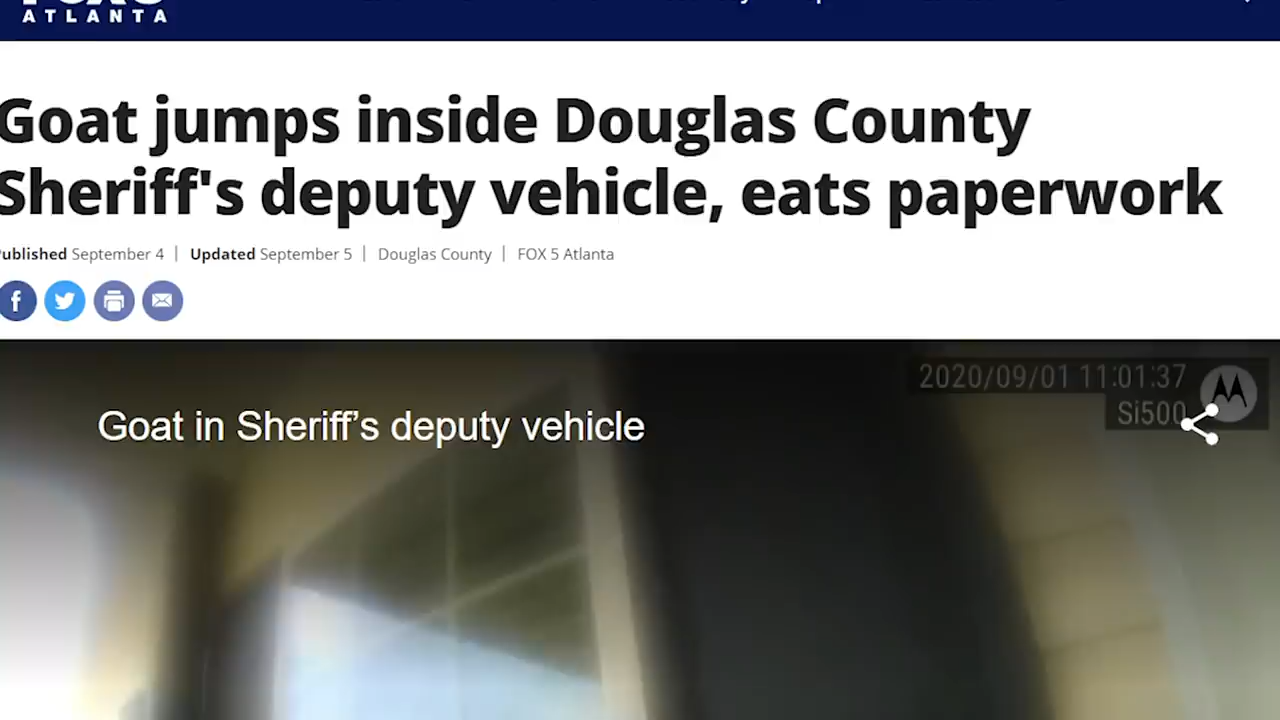 ATLANTA
Goat jumps inside Douglas County
Sheriff's deputy vehicle, eats paperwork
ublished September 4 | Updated September 5 | Douglas County | FOX 5 Atlanta
2020/09/01 11:01:37
Si500
Goat in Sheriff’s deputy vehicle